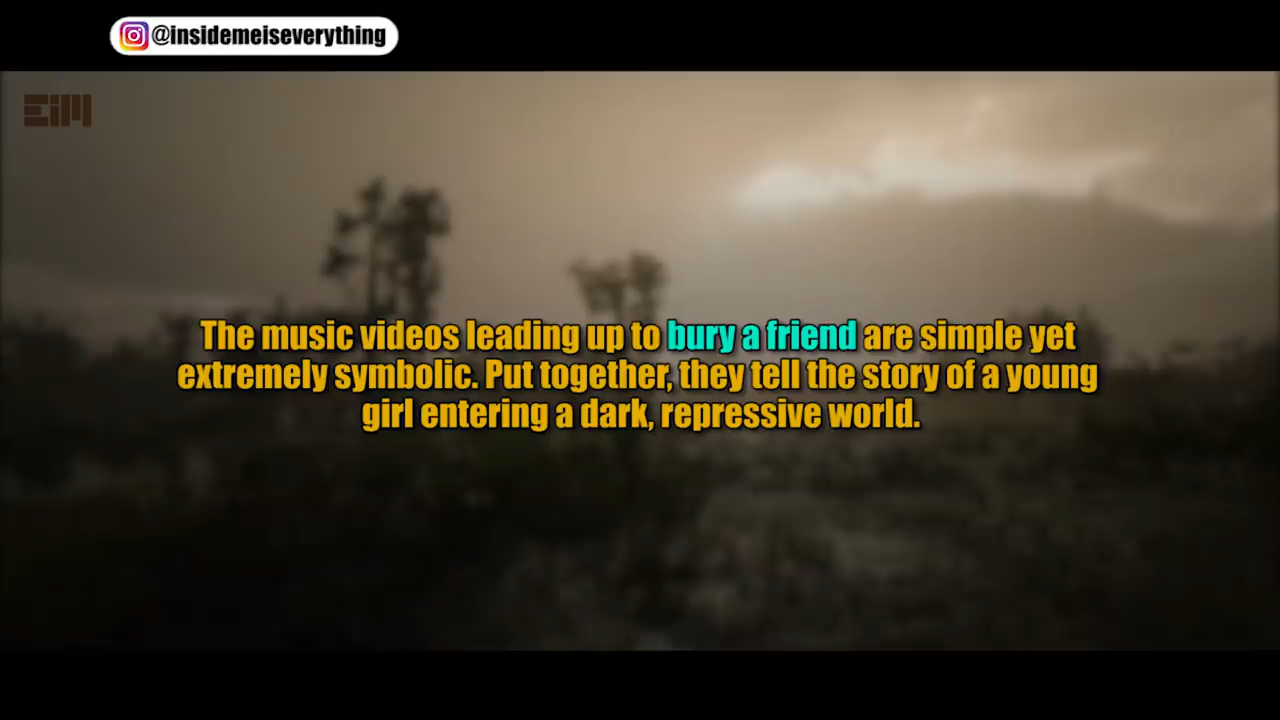 @insidemeiseverything
EiM
The music videos leading up to bury a friend are simple yet
extremely symbolic. Put together, they tell the story of a young
girl entering a dark, repressive world.